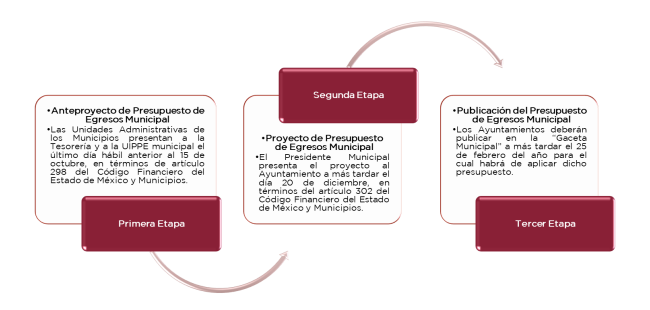 •Anteproyecto de Presupuesto de
Egresos Municipal
•Las Unidades Administrativas de
los Municipios presentan a la
Tesorería y a la UIPPE municipal el
último día hábil anterior al 15 de
octubre, en términos de artículo
298 del Código Financiero del
Estado de México y Municipios.
Primera Etapa
Segunda Etapa
•Proyecto de Presupuesto
de Egresos Municipal
•El Presidente Municipal
presenta el proyecto al
Ayuntamiento a más tardar el
día 20 de diciembre, en
términos del artículo 302 del
Código Financiero del Estado
de México y Municipios.
•Publicación del Presupuesto
de Egresos Municipal
•Los Ayuntamientos deberán
publicar en la “Gaceta
Municipal” a más tardar el 25
de febrero del año para el
cual habrá de aplicar dicho
presupuesto.
Tercer Etapa